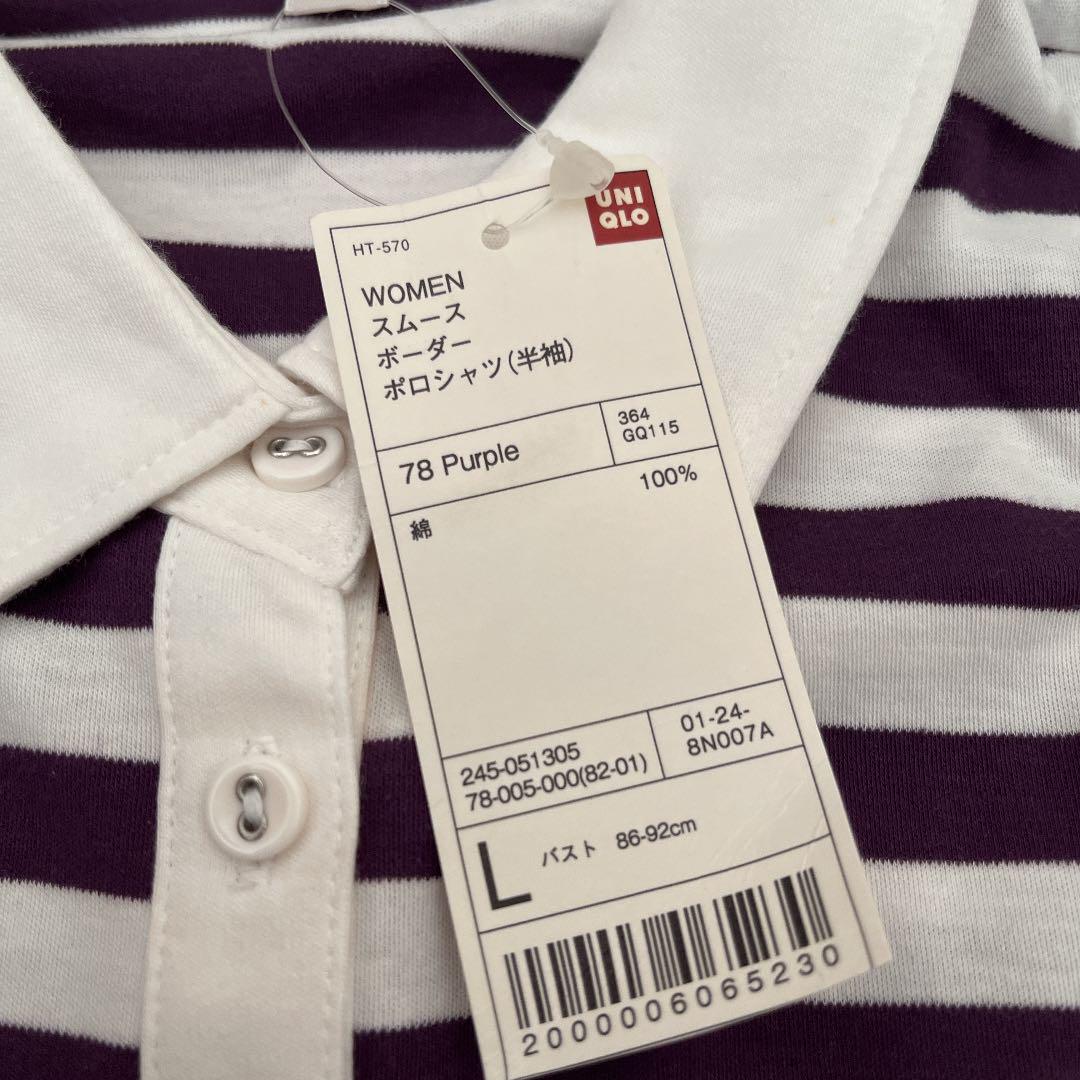 UNI
QLO
HT-570
WOMEN
スムース
ボーダー
ポロシャツ(半袖)
78 Purple
364
GQ115
綿 100%
245-051305
78-005-000(82-01)
01-24-
8N007A
L バスト 86-92cm
2000006065230